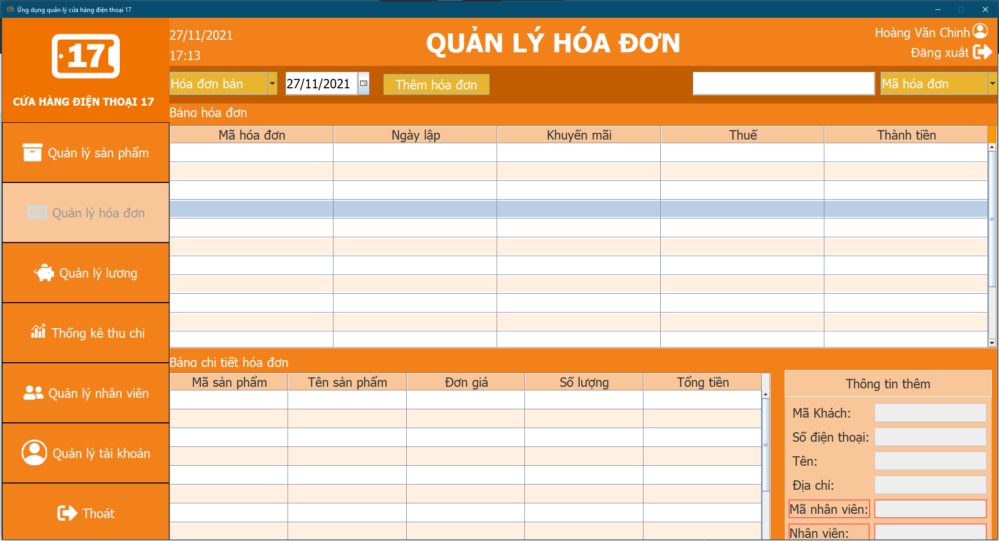 Ứng dụng quản lý cửa hàng điện thoại 17
17
CỬA HÀNG ĐIỆN THOẠI 17
27/11/2021
17:13
QUẢN LÝ HÓA ĐƠN
Hoàng Văn Chinh
Đăng xuất
Hóa đơn bán
27/11/2021
Thêm hóa đơn
Mã hóa đơn
Quản lý sản phẩm
Quản lý hóa đơn
Quản lý lương
Thống kê thu chi
Quản lý nhân viên
Quản lý tài khoản
Thoát
Bảng hóa đơn
Mã hóa đơn Ngày lập Khuyến mãi Thuế Thành tiền
Bảng chi tiết hóa đơn
Mã sản phẩm Tên sản phẩm Đơn giá Số lượng Tổng tiền
Thông tin thêm
Mã Khách:
Số điện thoại:
Tên:
Địa chỉ:
Mã nhân viên:
Nhân viên: